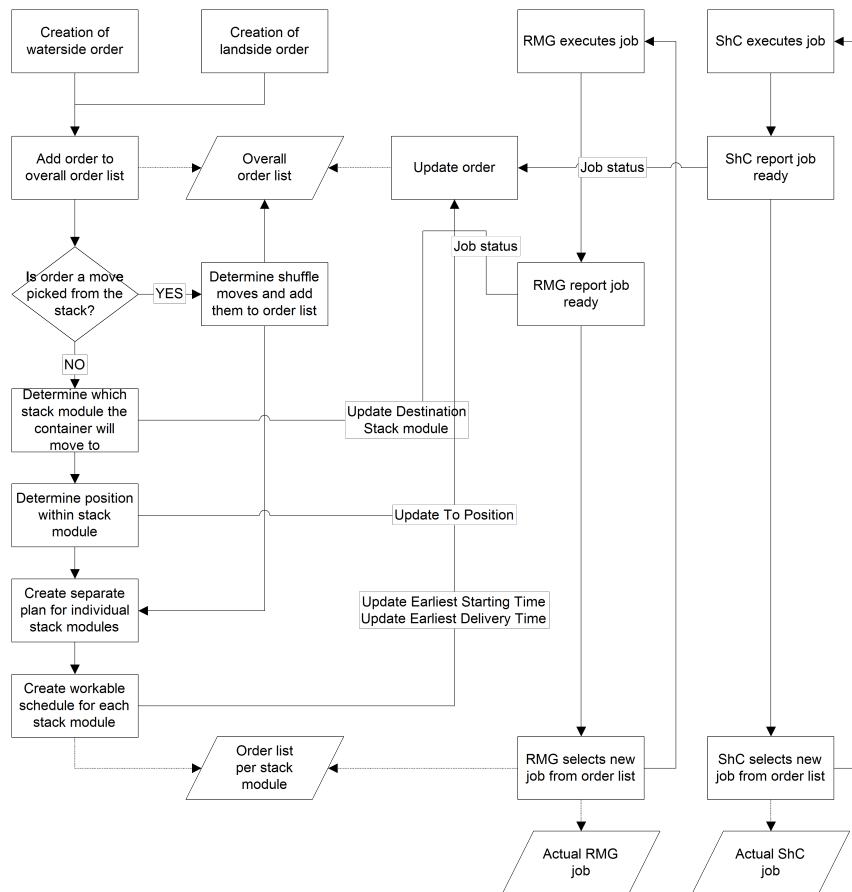 Creation of
waterside order
Creation of
landside order
RMG executes job
ShC executes job
Add order to
overall order list
Overall
order list
Update order
Job status
ShC report job
ready
Is order a move
picked from the
stack?
YES
Determine shuffle
moves and add
them to order list
Job status
RMG report job
ready
NO
Determine which
stack module the
container will
move to
Update Destination
Stack module
Determine position
within stack
module
Update To Position
Create separate
plan for individual
stack modules
Update Earliest Starting Time
Update Earliest Delivery Time
Create workable
schedule for each
stack module
Order list
per stack
module
RMG selects new
job from order list
ShC selects new
job from order list
Actual RMG
job
Actual ShC
job